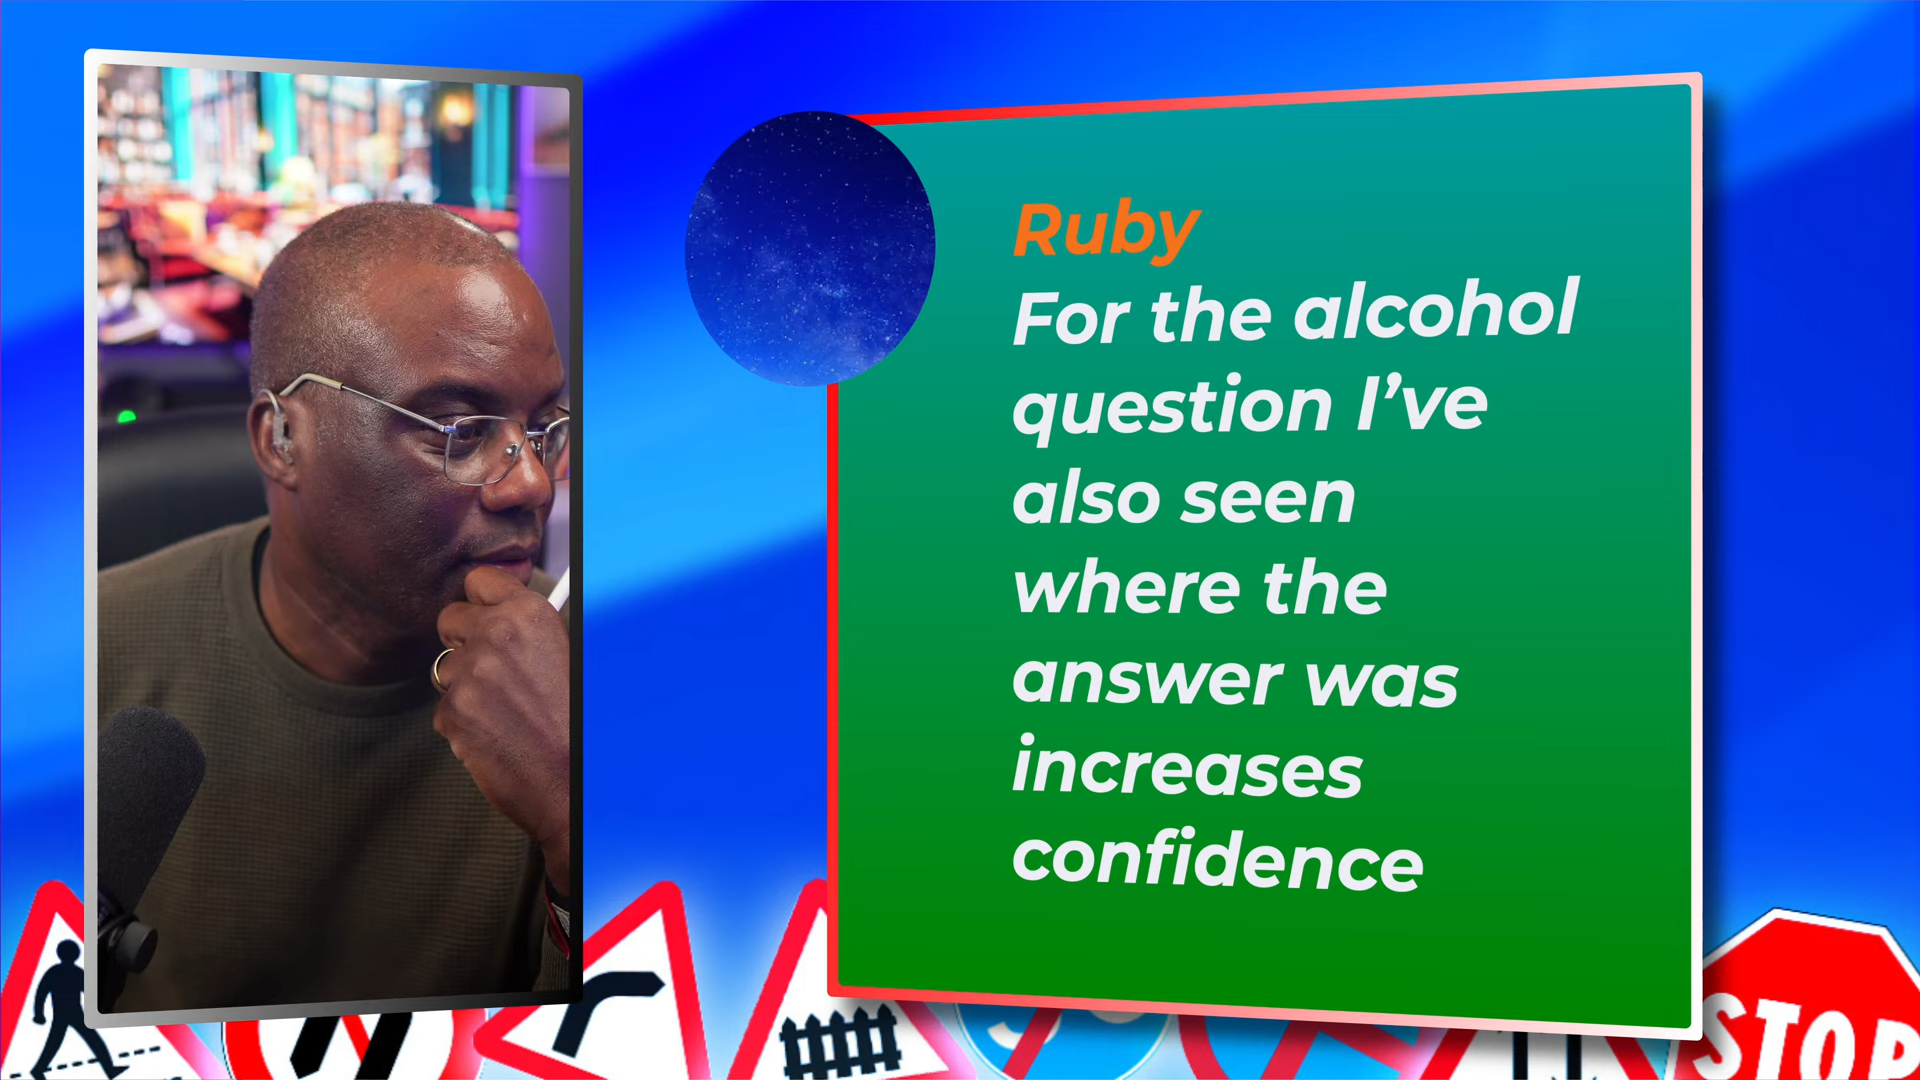 Ruby
For the alcohol
question I’ve
also seen
where the
answer was
increases
confidence
STOP